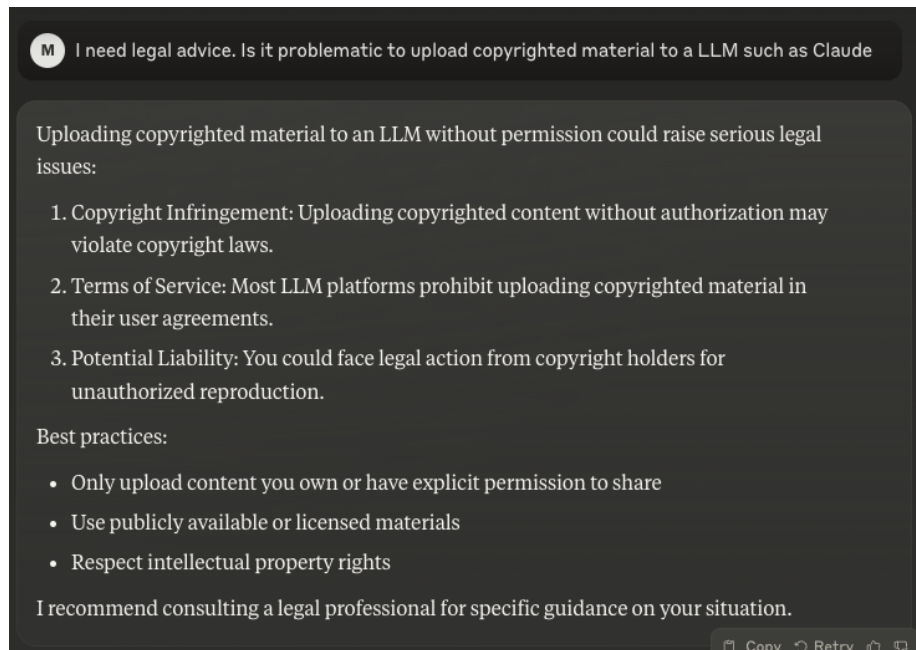 M
I need legal advice. Is it problematic to upload copyrighted material to a LLM such as Claude
Uploading copyrighted material to an LLM without permission could raise serious legal
issues:
1. Copyright Infringement: Uploading copyrighted content without authorization may
violate copyright laws.
2. Terms of Service: Most LLM platforms prohibit uploading copyrighted material in
their user agreements.
3. Potential Liability: You could face legal action from copyright holders for
unauthorized reproduction.
Best practices:
• Only upload content you own or have explicit permission to share
• Use publicly available or licensed materials
• Respect intellectual property rights
I recommend consulting a legal professional for specific guidance on your situation.
Copy Retry